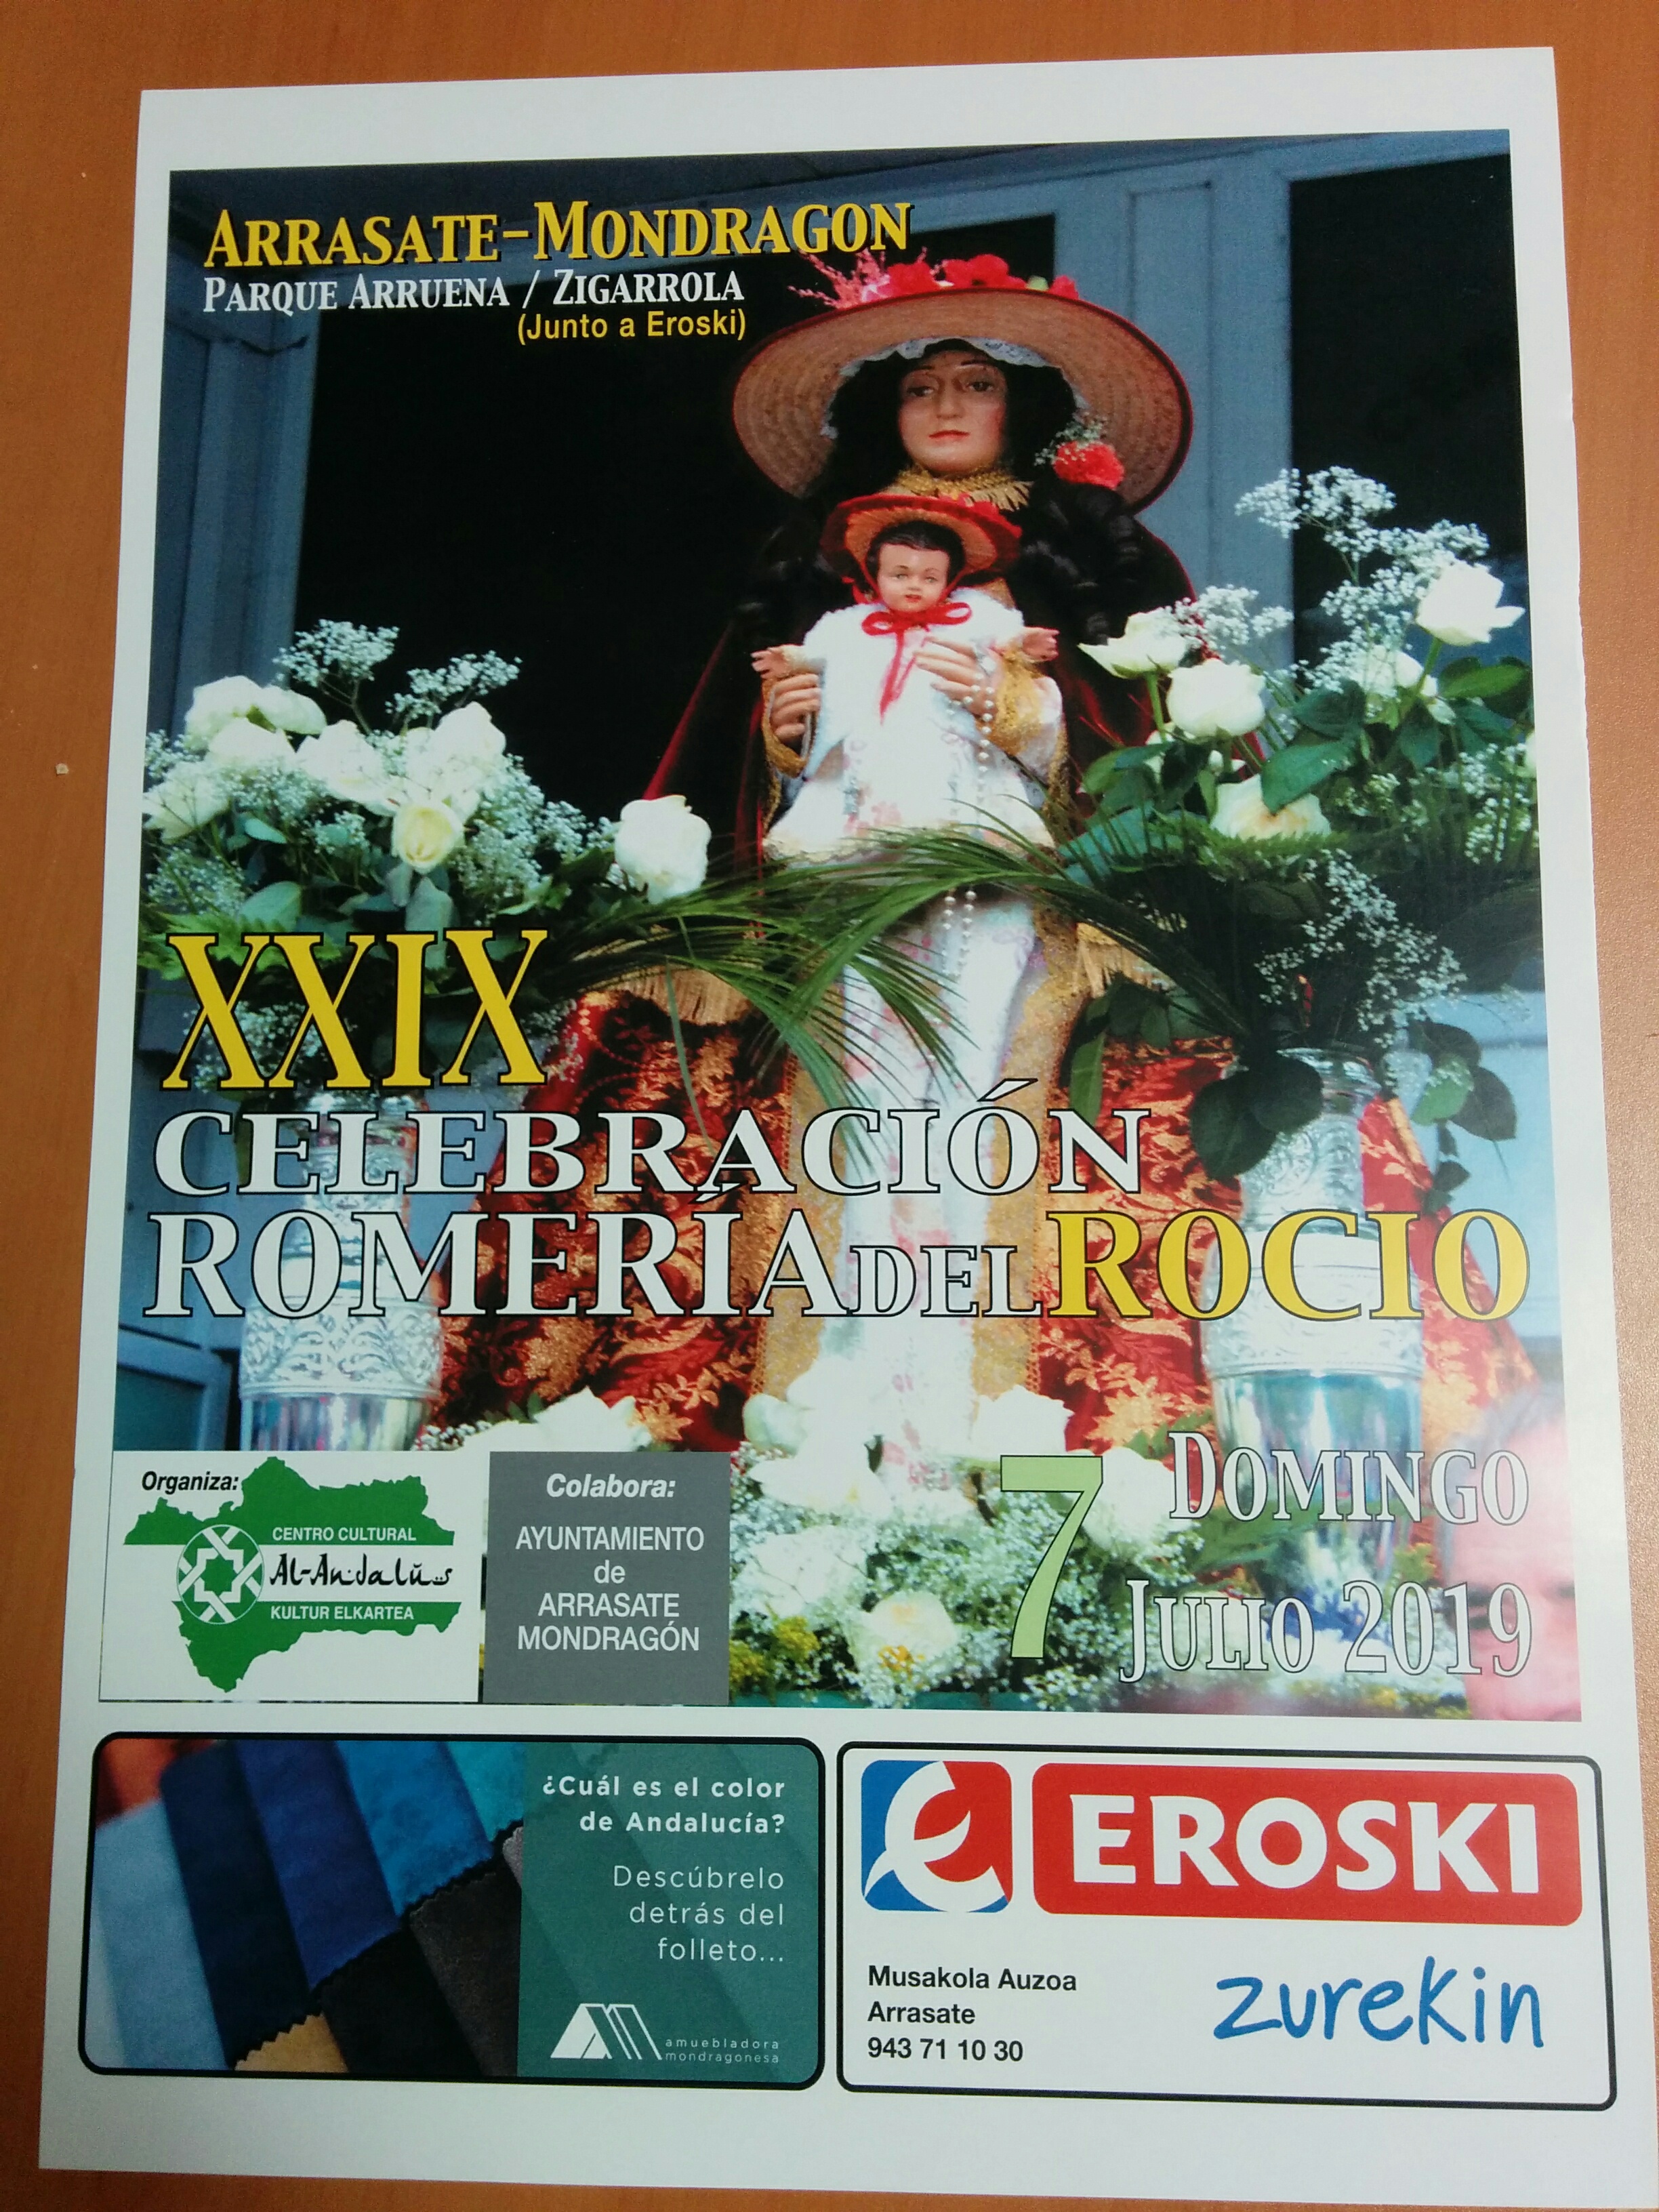 ARRASATE-MONDRAGON
PARQUE ARRUENA / ZIGARROLA
(Junto a Eroski)
XXIX
CELEBRACIÓN
ROMERÍA DEL ROCIO
Organiza:
CENTRO CULTURAL
AL-Andalús
KULTUR ELKARTEA
Colabora:
AYUNTAMIENTO
de
ARRASATE
MONDRAGÓN
7 DOMINGO
JULIO 2019
¿Cuál es el color
de Andalucía?
Descúbrelo
detrás del
folleto...
amuebladora
mondragonesa
EROSKI
Musakola Auzoa
Arrasate
943 71 10 30
zurekin